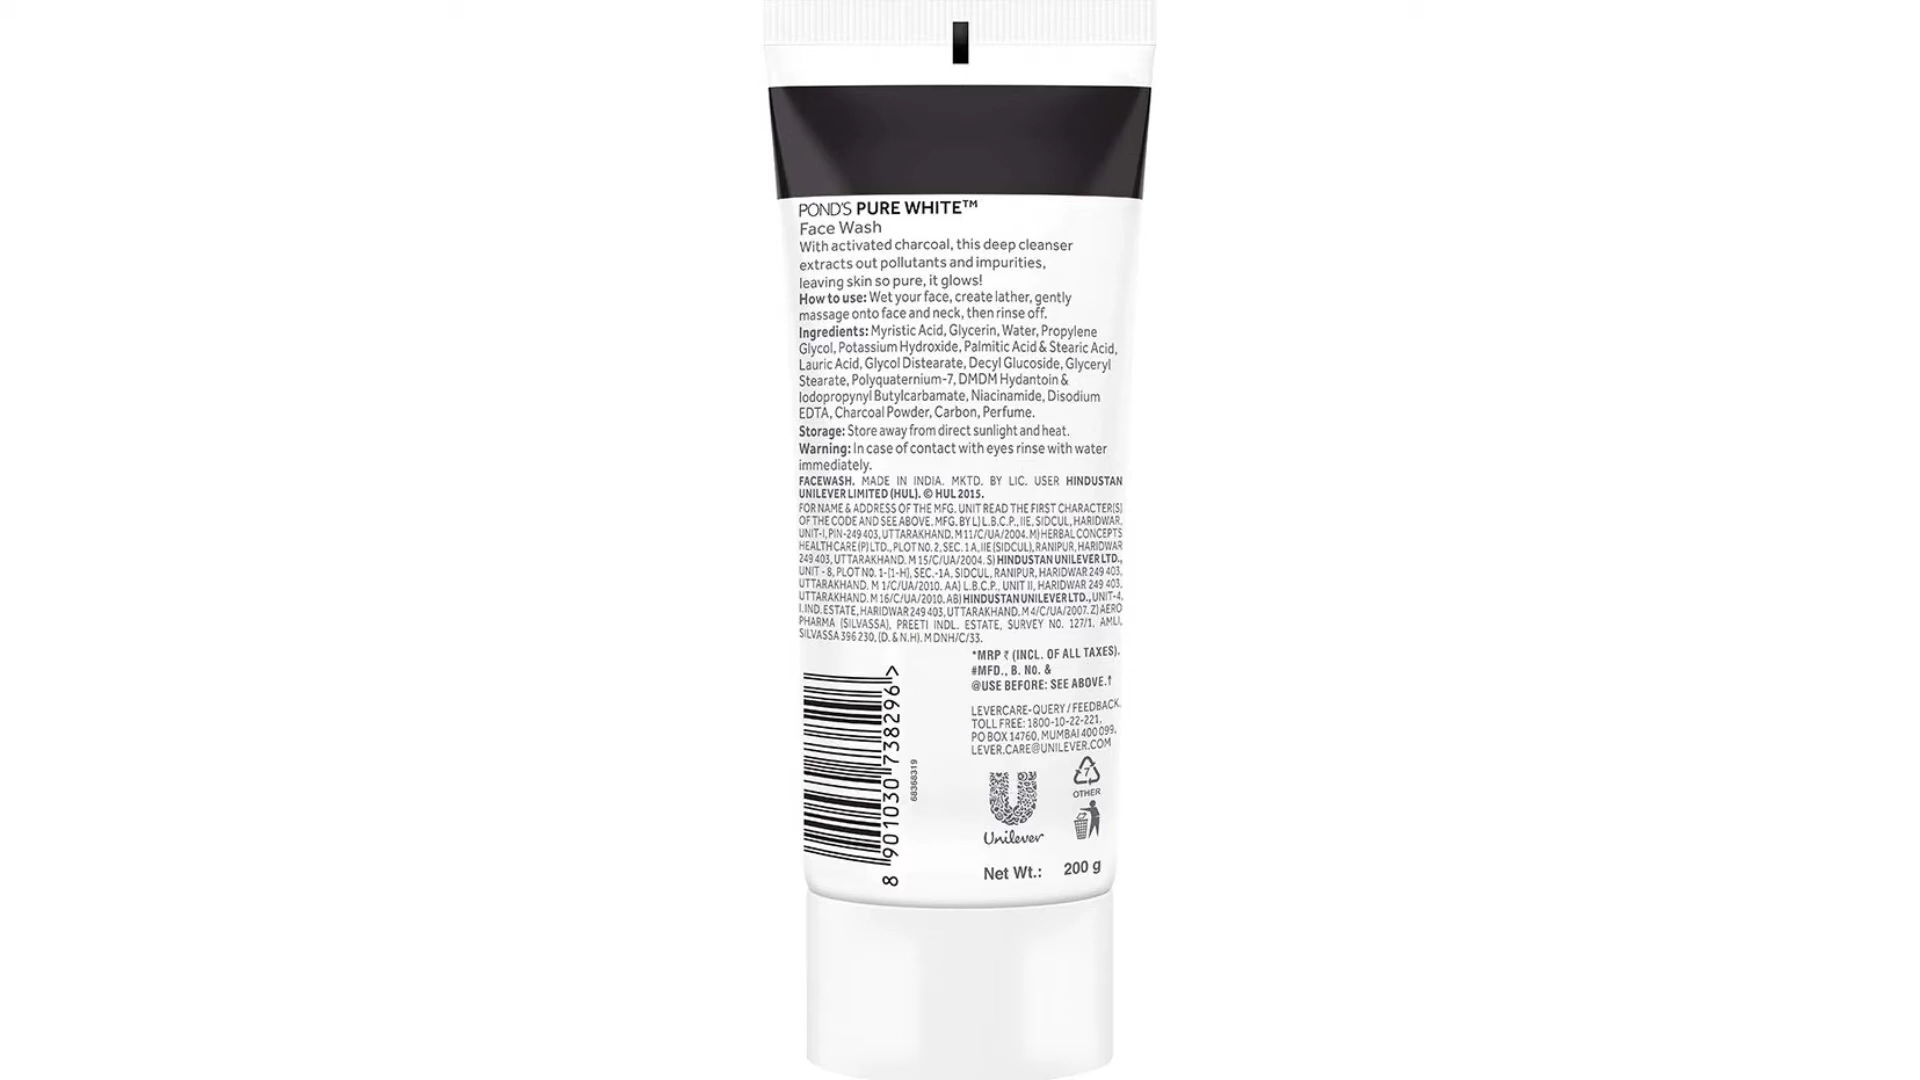 POND'S PURE WHITE™
Face Wash
With activated charcoal, this deep cleanser
extracts out pollutants and impurities,
leaving skin so pure, it glows!
How to use: Wet your face, create lather, gently
massage onto face and neck, then rinse off.
Ingredients: Myristic Acid, Glycerin, Water, Propylene
Glycol, Potassium Hydroxide, Palmitic Acid & Stearic Acid,
Lauric Acid, Glycol Distearate, Decyl Glucoside, Glyceryl
Stearate, Polyquaternium-7, DMDM Hydantoin &
Iodopropynyl Butylcarbamate, Niacinamide, Disodium
EDTA, Charcoal Powder, Carbon, Perfume.
Storage: Store away from direct sunlight and heat.
Warning: In case of contact with eyes rinse with water
immediately.
FACEWASH. MADE IN INDIA. MKTD. BY LIC. USER HINDUSTAN
UNILEVER LIMITED (HUL). © HUL 2015.
FOR NAME & ADDRESS OF THE MFG. UNIT READ THE FIRST CHARACTER(S)
OF THE CODE AND SEE ABOVE. MFG. BY L) L.B.C.P., IIE, SIDCUL, HARIDWAR,
UNIT-I, PIN-249 403, UTTARAKHAND. M 11/C/UA/2004. M) HERBAL CONCEPTS
HEALTHCARE (P) LTD., PLOT NO. 2, SEC. 1 A, IIE (SIDCUL), RANIPUR, HARIDWAR
249 403, UTTARAKHAND. M 15/C/UA/2004. S) HINDUSTAN UNILEVER LTD.,
UNIT - 8, PLOT NO. 1-(1-H), SEC.-1A, SIDCUL, RANIPUR, HARIDWAR 249 403,
UTTARAKHAND. M 1/C/UA/2010. AA) L.B.C.P., UNIT II, HARIDWAR 249 403,
UTTARAKHAND. M 16/C/UA/2010. AB) HINDUSTAN UNILEVER LTD., UNIT-4,
I.IND. ESTATE, HARIDWAR 249 403, UTTARAKHAND. M 4/C/UA/2007. Z) AERO
PHARMA (SILVASSA), PREETI INDL. ESTATE, SURVEY NO. 127/1, AMLI,
SILVASSA 396 230, (D. & N.H). M DNH/C/33.
*MRP ₹ (INCL. OF ALL TAXES),
#MFD., B. No. &
@USE BEFORE: SEE ABOVE.↑
LEVERCARE-QUERY / FEEDBACK,
TOLL FREE: 1800-10-22-221,
PO BOX 14760, MUMBAI 400 099.
LEVER.CARE@UNILEVER.COM
8 901030 738296 >
68368319
7
OTHER
U
Unilever
Net Wt.: 200 g